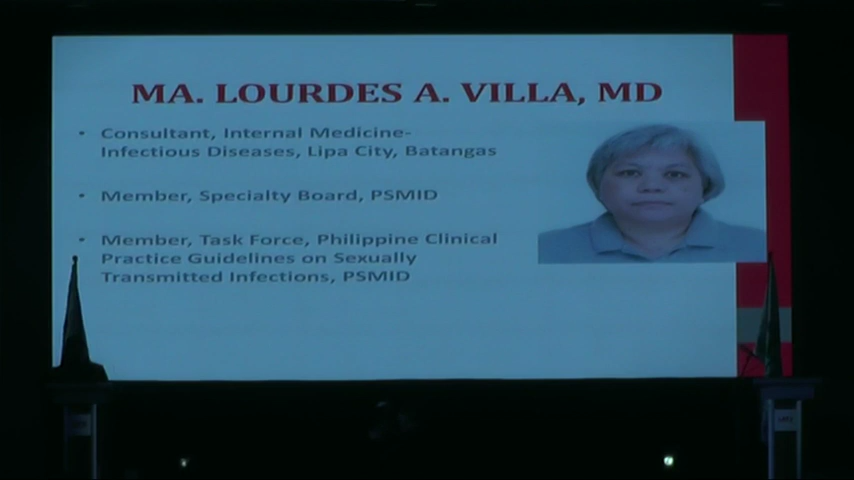 MA. LOURDES A. VILLA, MD
• Consultant, Internal Medicine-
Infectious Diseases, Lipa City, Batangas
• Member, Specialty Board, PSMID
• Member, Task Force, Philippine Clinical
Practice Guidelines on Sexually
Transmitted Infections, PSMID